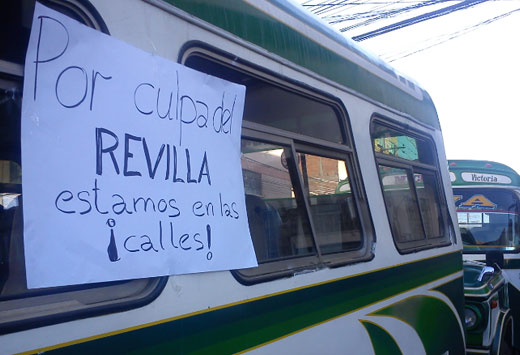 Por culpa del
REVILLA
estamos en las
¡calles!
Victoria